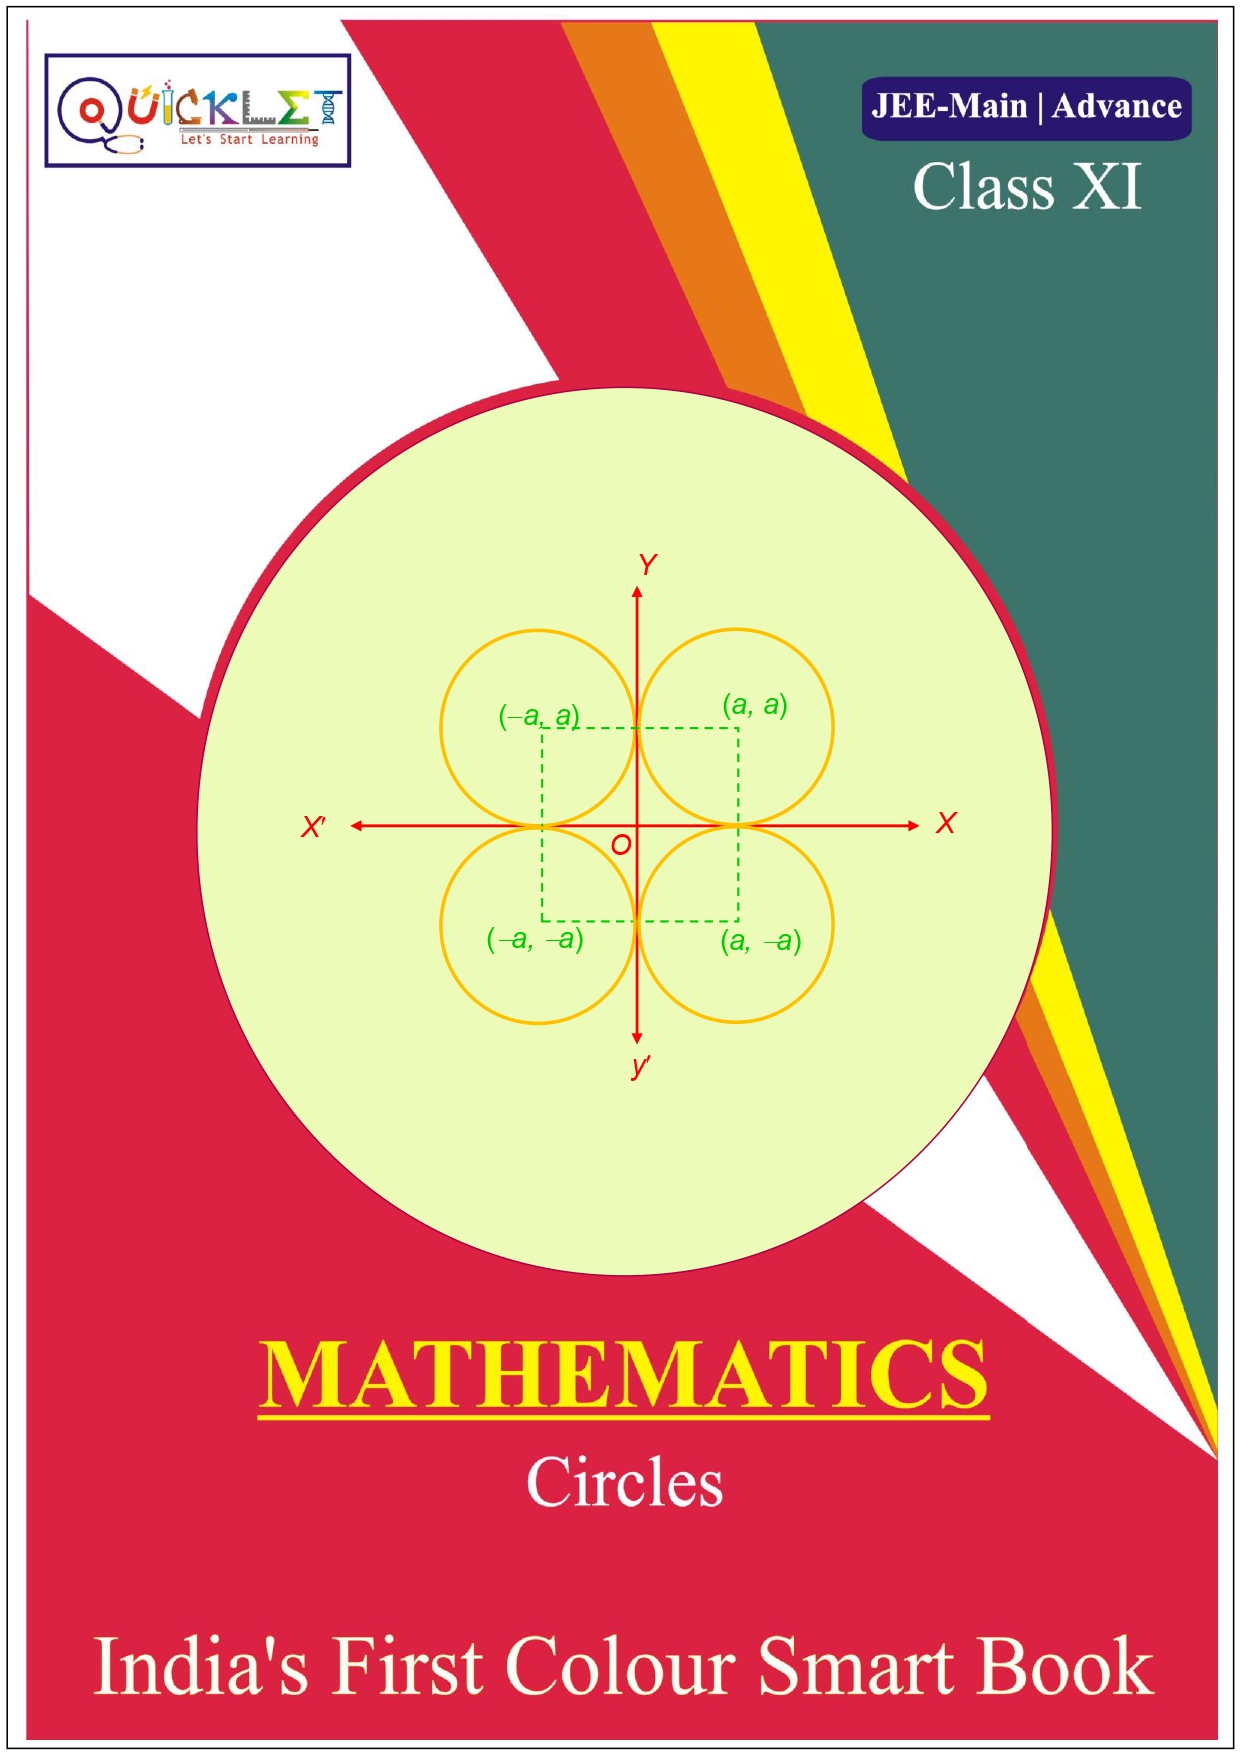 QUICKLET
Let's Start Learning
JEE-Main | Advance
Class XI
Y
(–a, a)
(a, a)
X′
X
O
(–a, –a)
(a, –a)
y′
MATHEMATICS
Circles
India's First Colour Smart Book